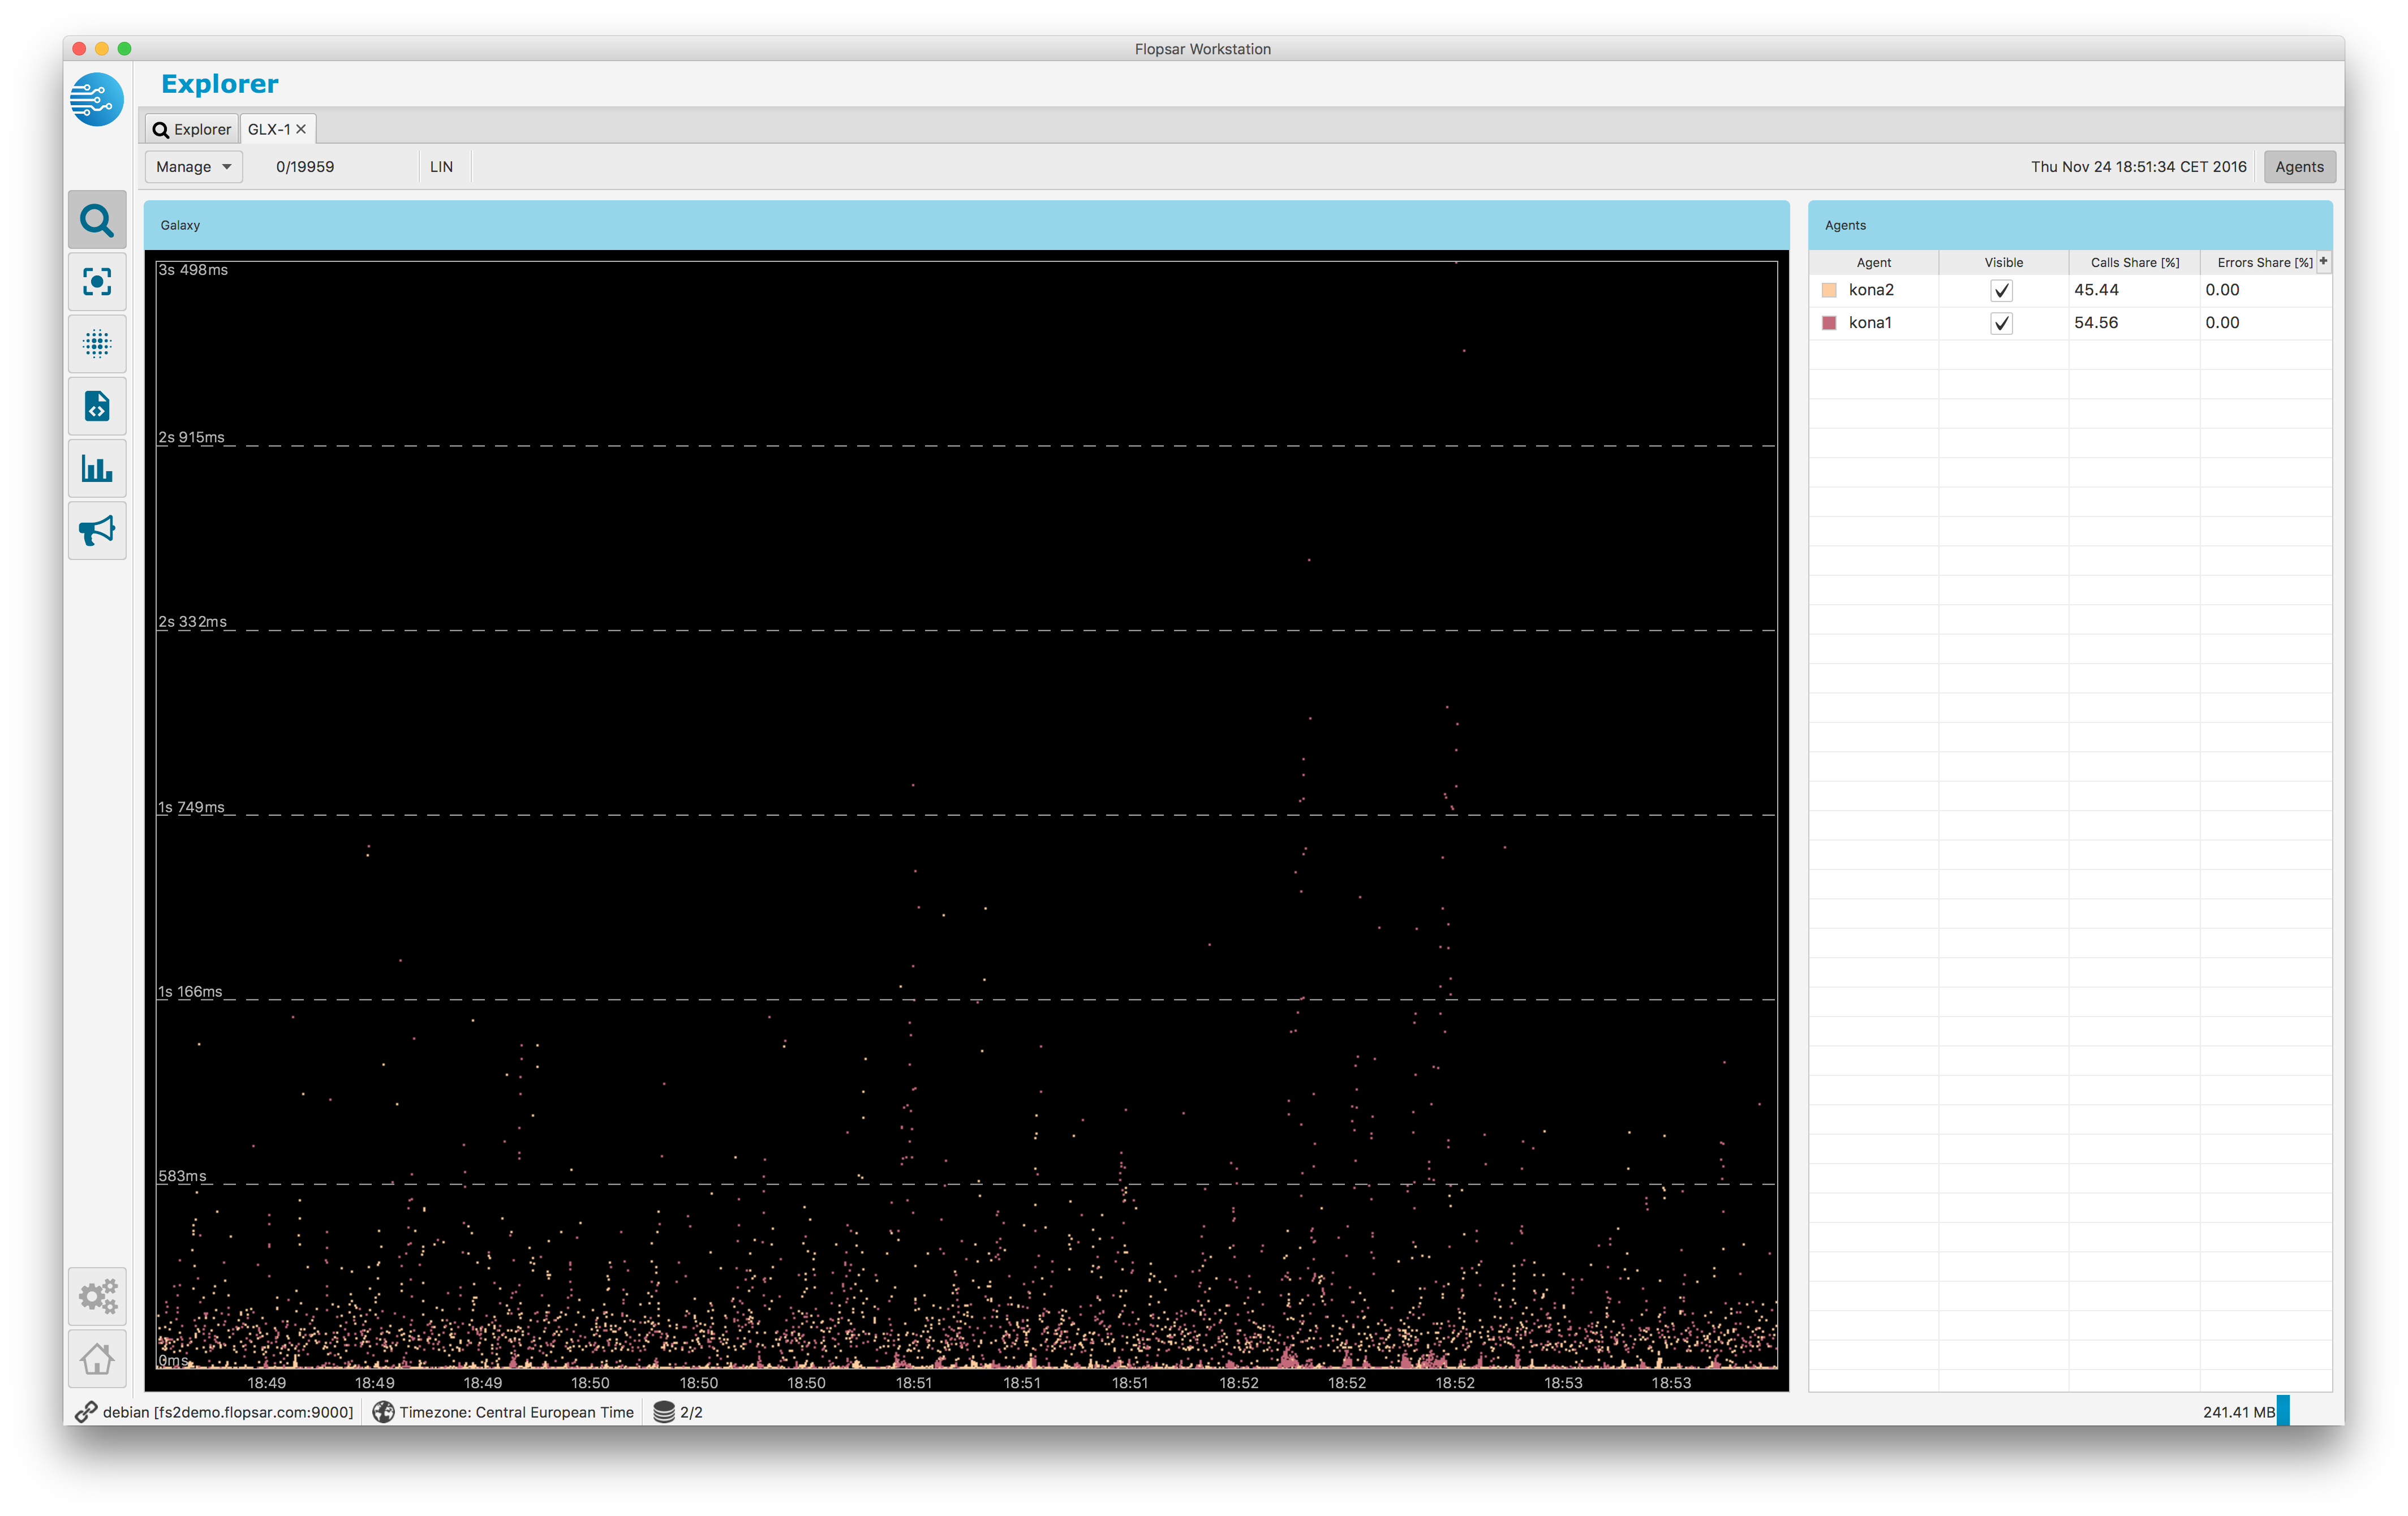 Flopsar Workstation
Explorer
Explorer GLX-1
Manage 0/19959 LIN Thu Nov 24 18:51:34 CET 2016 Agents
Galaxy
3s 498ms
2s 915ms
2s 332ms
1s 749ms
1s 166ms
583ms
0ms
18:49 18:49 18:49 18:50 18:50 18:50 18:51 18:51 18:51 18:52 18:52 18:52 18:53 18:53
Agents
Agent Visible Calls Share [%] Errors Share [%] +
kona2 45.44 0.00
kona1 54.56 0.00
debian [fs2demo.flopsar.com:9000] Timezone: Central European Time 2/2 241.41 MB